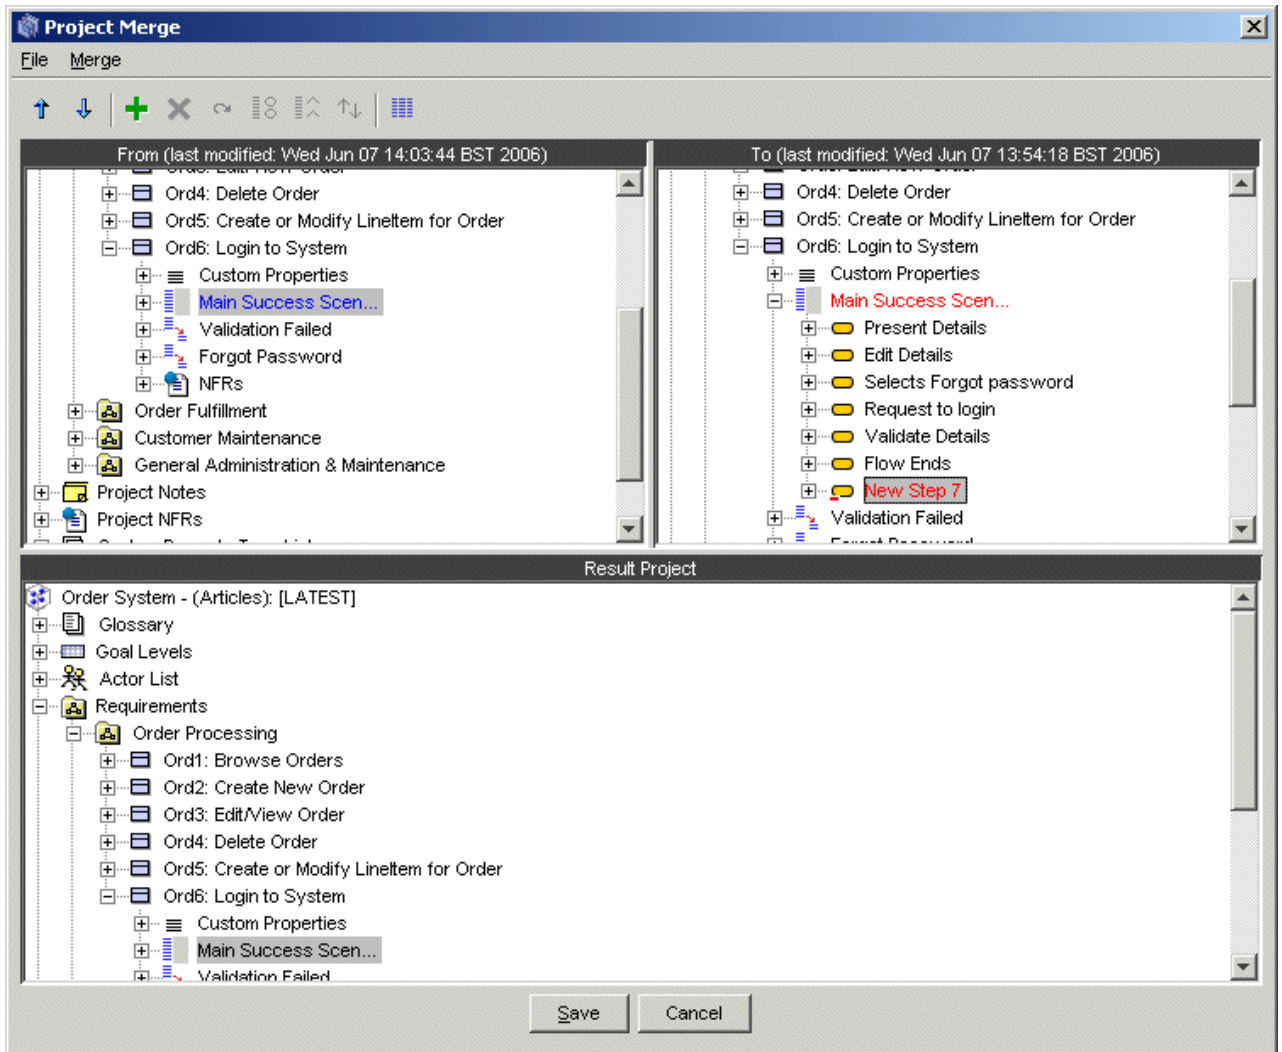 Project Merge
File Merge
From (last modified: Wed Jun 07 14:03:44 BST 2006)
Ord4: Delete Order
Ord5: Create or Modify LineItem for Order
Ord6: Login to System
Custom Properties
Main Success Scen...
Validation Failed
Forgot Password
NFRs
Order Fulfillment
Customer Maintenance
General Administration & Maintenance
Project Notes
Project NFRs
To (last modified: Wed Jun 07 13:54:18 BST 2006)
Ord4: Delete Order
Ord5: Create or Modify LineItem for Order
Ord6: Login to System
Custom Properties
Main Success Scen...
Present Details
Edit Details
Selects Forgot password
Request to login
Validate Details
Flow Ends
New Step 7
Validation Failed
Forgot Password
Result Project
Order System - (Articles): [LATEST]
Glossary
Goal Levels
Actor List
Requirements
Order Processing
Ord1: Browse Orders
Ord2: Create New Order
Ord3: Edit/View Order
Ord4: Delete Order
Ord5: Create or Modify LineItem for Order
Ord6: Login to System
Custom Properties
Main Success Scen...
Validation Failed
Save Cancel